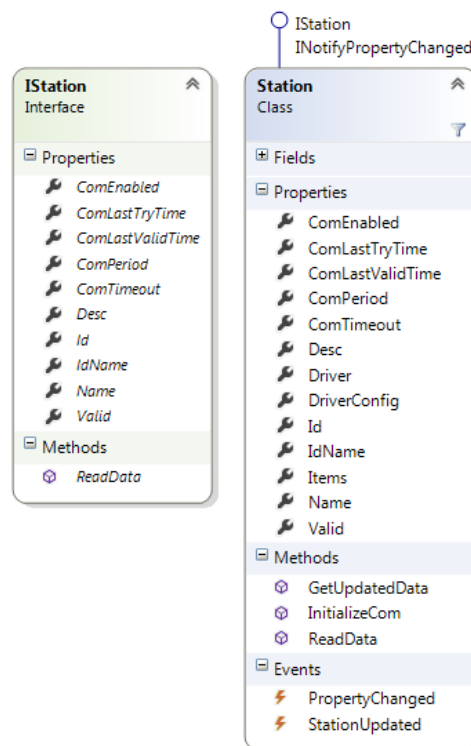 IStation
INotifyPropertyChanged
IStation
Interface
Properties
ComEnabled
ComLastTryTime
ComLastValidTime
ComPeriod
ComTimeout
Desc
Id
IdName
Name
Valid
Methods
ReadData
Station
Class
Fields
Properties
ComEnabled
ComLastTryTime
ComLastValidTime
ComPeriod
ComTimeout
Desc
Driver
DriverConfig
Id
IdName
Items
Name
Valid
Methods
GetUpdatedData
InitializeCom
ReadData
Events
PropertyChanged
StationUpdated